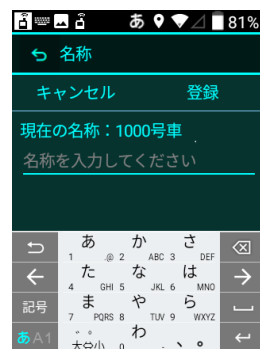 あ 81%
名称
キャンセル 登録
現在の名称：1000号車
名称を入力してください
あ か さ
1 .@ 2 ABC 3 DEF
た な は
4 GHI 5 JKL 6 MNO
記号 ま や ら
7 PQRS 8 TUV 9 WXYZ
あA1 わ
大⇔小 0 、。